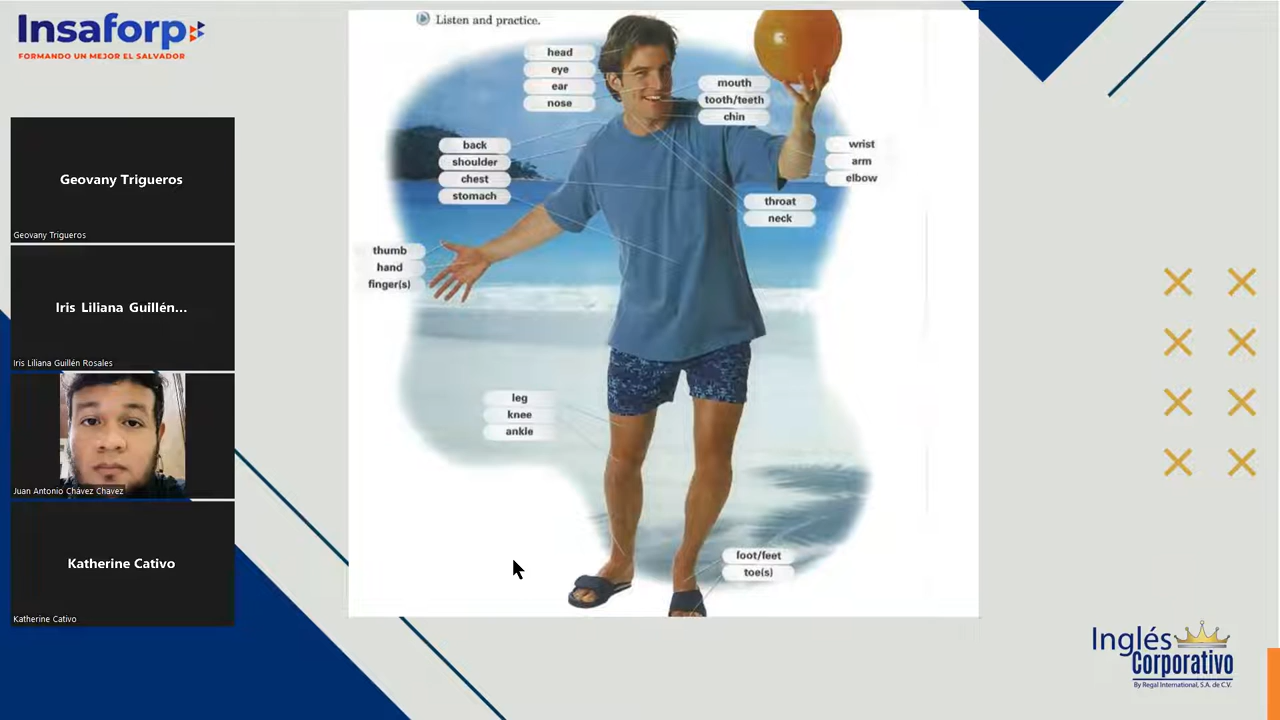 Insaforp
FORMANDO UN MEJOR EL SALVADOR
Geovany Trigueros
Geovany Trigueros
Iris Liliana Guillén...
Iris Liliana Guillén Rosales
Juan Antonio Chávez Chavez
Katherine Cativo
Katherine Cativo
Listen and practice.
head
eye
ear
nose
mouth
tooth/teeth
chin
back
shoulder
chest
stomach
wrist
arm
elbow
throat
neck
thumb
hand
finger(s)
leg
knee
ankle
foot/feet
toe(s)
Inglés
Corporativo
By Regal International, S.A. de C.V.